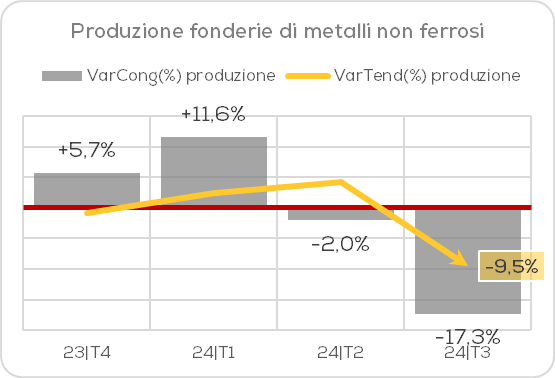 Produzione fonderie di metalli non ferrosi
VarCong(%) produzione VarTend(%) produzione
+5,7%
+11,6%
-2,0%
-9,5%
-17,3%
23|T4 24|T1 24|T2 24|T3